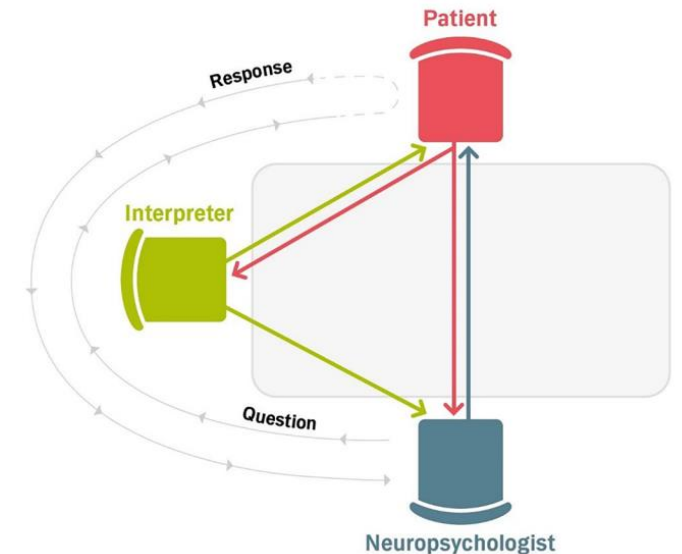 Patient
Response
Interpreter
Question
Neuropsychologist